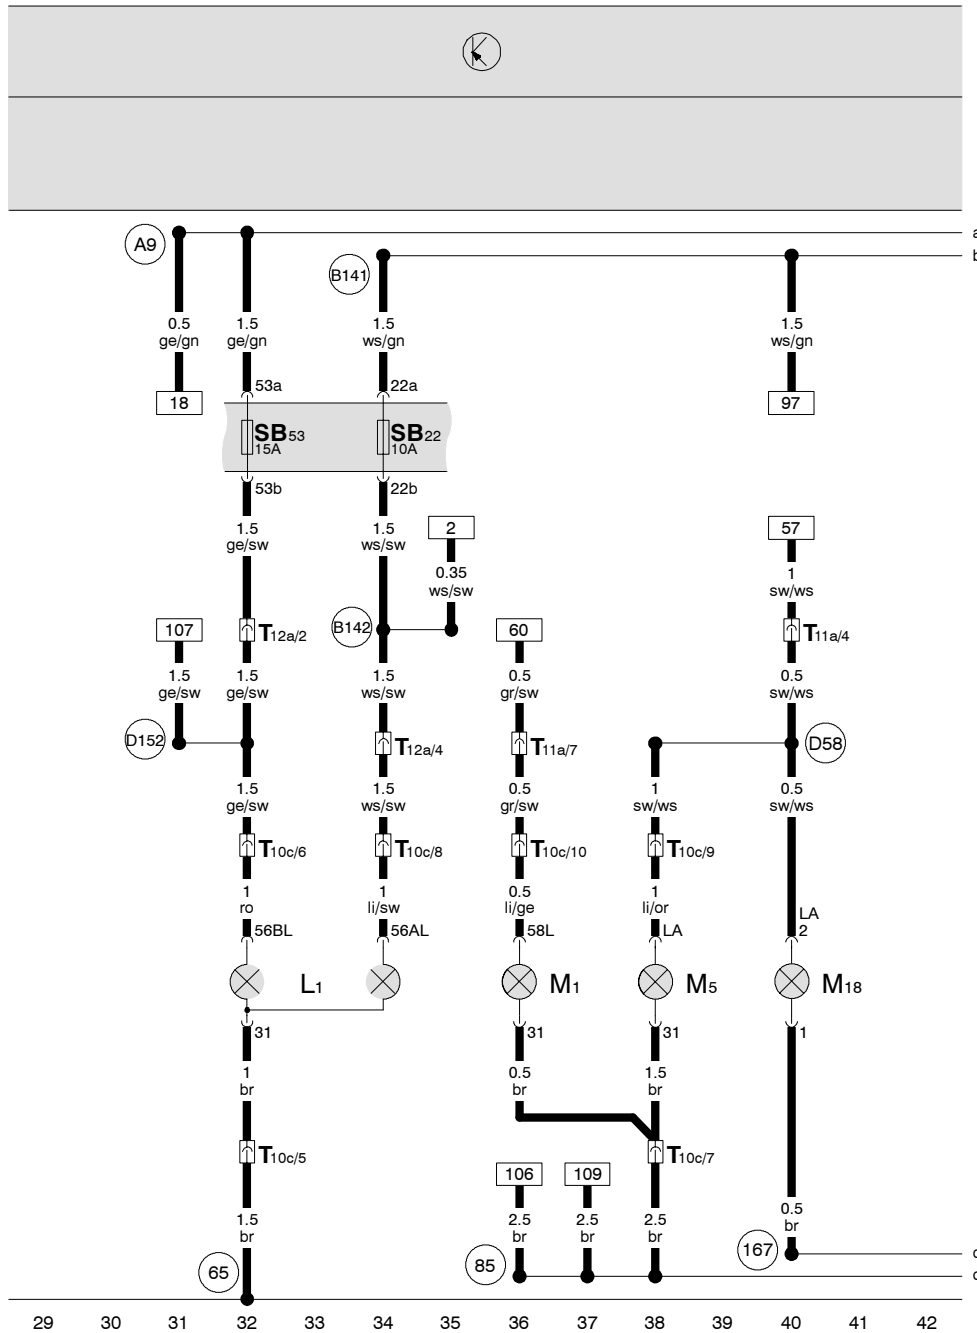 a
A9
b
B141
0.5 1.5 1.5 1.5
ge/gn ge/gn ws/gn ws/gn
53a 22a
18 97
SB53 SB22
15A 10A
53b 22b
1.5 1.5 2 57
ge/sw ws/sw
0.35 1
ws/sw sw/ws
107 T12a/2 B142 60 T11a/4
1.5 1.5 1.5 0.5 0.5
ge/sw ge/sw ws/sw gr/sw sw/ws
D152 T12a/4 T11a/7 D58
1.5 1.5 0.5 1 0.5
ge/sw ws/sw gr/sw sw/ws sw/ws
T10c/6 T10c/8 T10c/10 T10c/9
1 1 0.5 1
ro li/sw li/ge li/or
LA
56BL 56AL 58L LA 2
L1 M1 M5 M18
31 31 31 1
1 0.5 1.5
br br br
T10c/5 T10c/7
106 109
0.5
br
1.5 2.5 2.5 2.5
br br br br
167
85
65
29 30 31 32 33 34 35 36 37 38 39 40 41 42